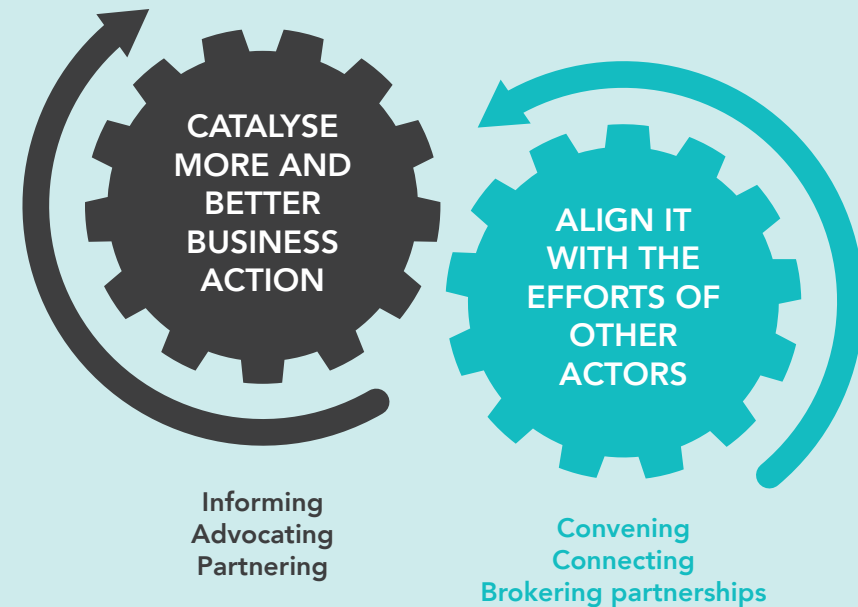 CATALYSE
MORE AND
BETTER
BUSINESS
ACTION
ALIGN IT
WITH THE
EFFORTS OF
OTHER
ACTORS
Informing
Advocating
Partnering
Convening
Connecting
Brokering partnerships